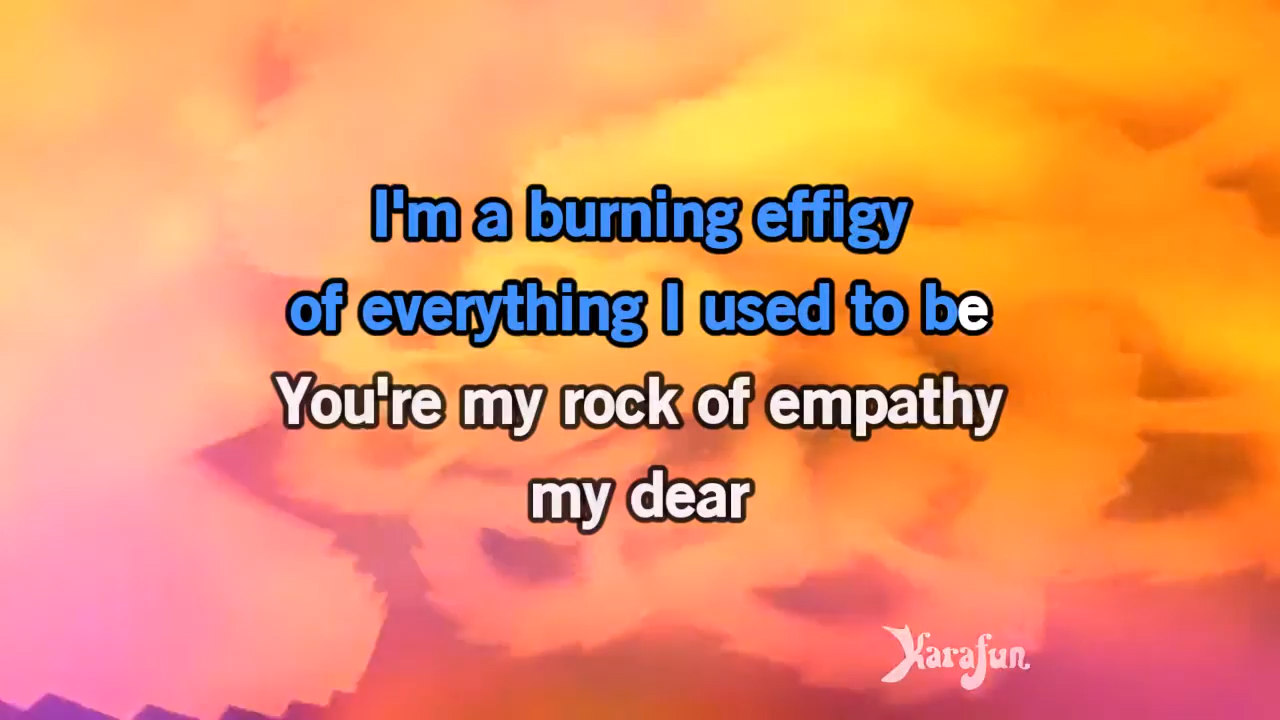 I'm a burning effigy
of everything I used to be
You're my rock of empathy
my dear
Karafun